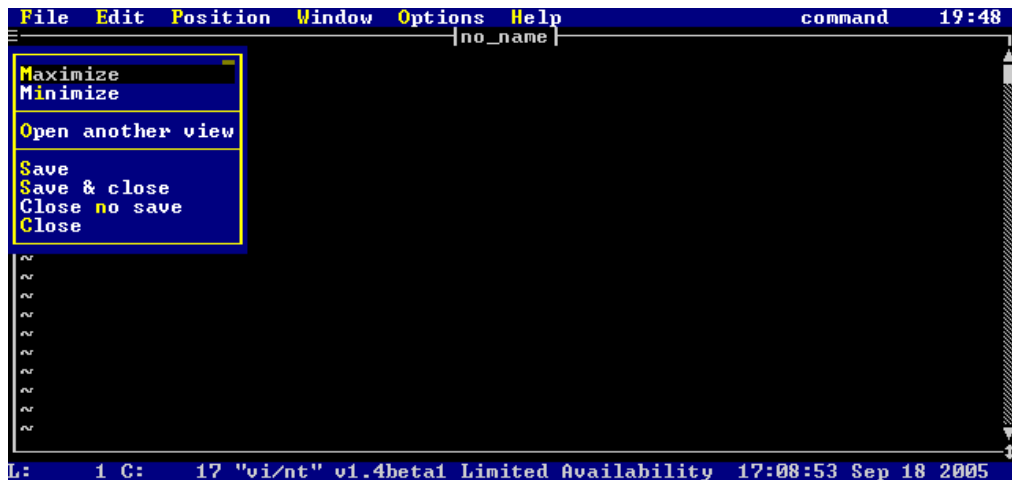 File Edit Position Window Options Help command 19:48
no_name
Maximize
Minimize
Open another view
Save
Save & close
Close no save
Close
~
~
~
~
~
~
~
~
~
~
L: 1 C: 17 "vi/nt" v1.4beta1 Limited Availability 17:08:53 Sep 18 2005